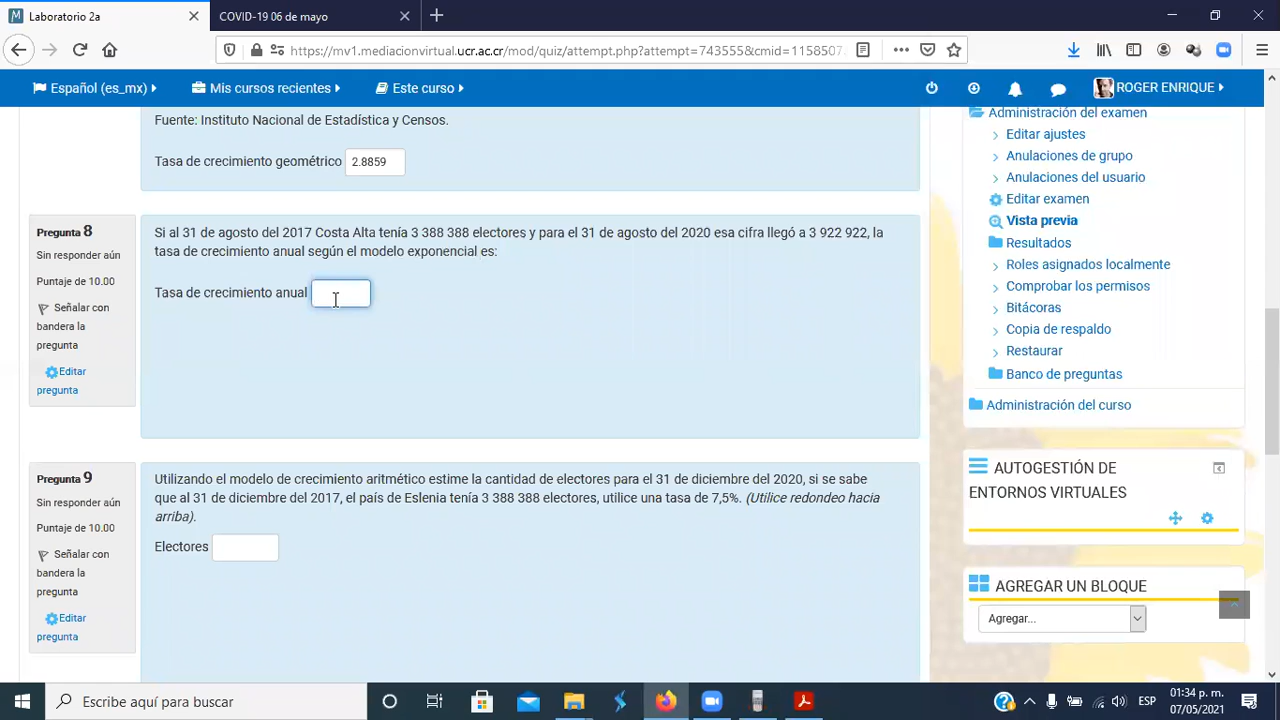 Laboratorio 2a
COVID-19 06 de mayo
https://mv1.mediacionvirtual.ucr.ac.cr/mod/quiz/attempt.php?attempt=743555&cmid=1158507
Español (es_mx)
Mis cursos recientes
Este curso
ROGER ENRIQUE
Fuente: Instituto Nacional de Estadística y Censos.
Tasa de crecimiento geométrico 2.8859
Pregunta 8
Sin responder aún
Puntaje de 10.00
Señalar con
bandera la
pregunta
Editar
pregunta
Si al 31 de agosto del 2017 Costa Alta tenía 3 388 388 electores y para el 31 de agosto del 2020 esa cifra llegó a 3 922 922, la
tasa de crecimiento anual según el modelo exponencial es:
Tasa de crecimiento anual
Pregunta 9
Sin responder aún
Puntaje de 10.00
Señalar con
bandera la
pregunta
Editar
pregunta
Utilizando el modelo de crecimiento aritmético estime la cantidad de electores para el 31 de diciembre del 2020, si se sabe
que al 31 de diciembre del 2017, el país de Eslenia tenía 3 388 388 electores, utilice una tasa de 7,5%. (Utilice redondeo hacia
arriba).
Electores
Administración del examen
Editar ajustes
Anulaciones de grupo
Anulaciones del usuario
Editar examen
Vista previa
Resultados
Roles asignados localmente
Comprobar los permisos
Bitácoras
Copia de respaldo
Restaurar
Banco de preguntas
Administración del curso
AUTOGESTIÓN DE
ENTORNOS VIRTUALES
AGREGAR UN BLOQUE
Agregar...
Escribe aquí para buscar
ESP
01:34 p. m.
07/05/2021